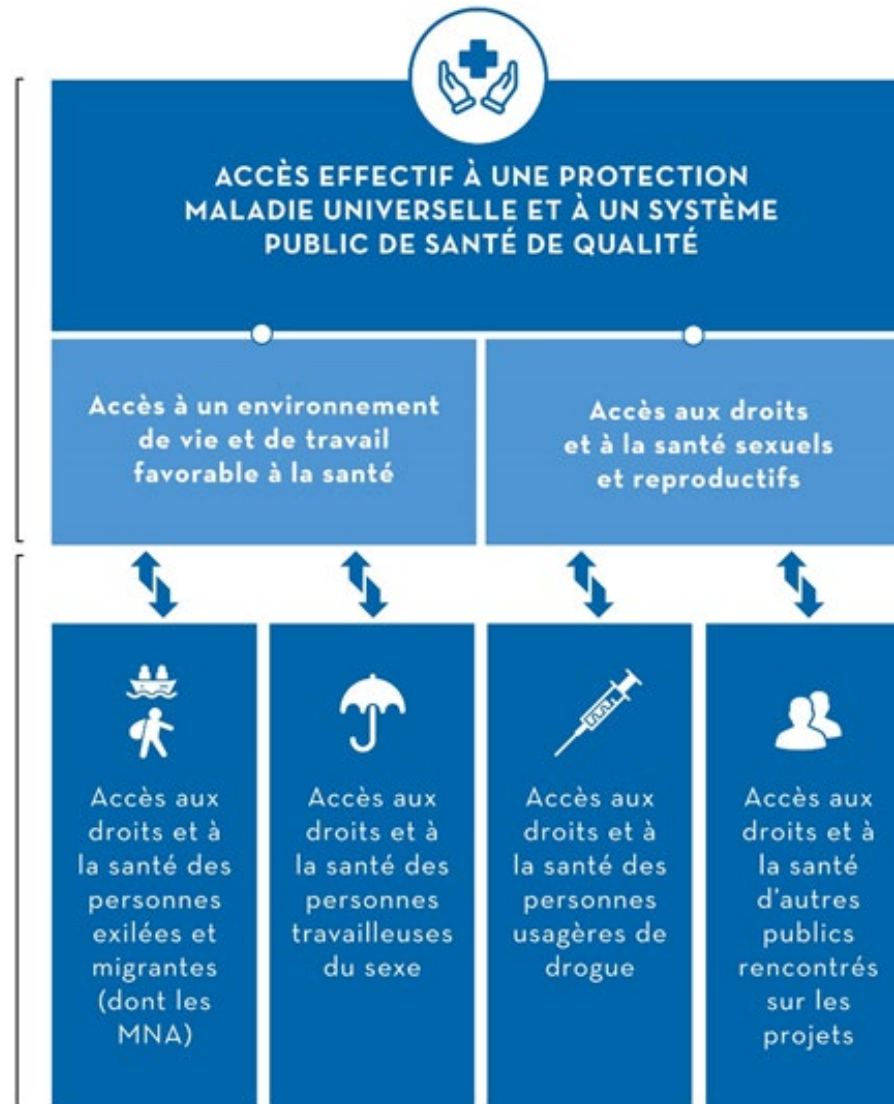 ACCÈS EFFECTIF À UNE PROTECTION
MALADIE UNIVERSELLE ET À UN SYSTÈME
PUBLIC DE SANTÉ DE QUALITÉ
Accès à un environnement
de vie et de travail
favorable à la santé
Accès aux droits
et à la santé sexuels
et reproductifs
Accès aux
droits et à
la santé des
personnes
exilées et
migrantes
(dont les
MNA)
Accès aux
droits et à
la santé des
personnes
travailleuses
du sexe
Accès aux
droits et à
la santé des
personnes
usagères de
drogue
Accès aux
droits et à
la santé
d'autres
publics
rencontrés
sur les
projets